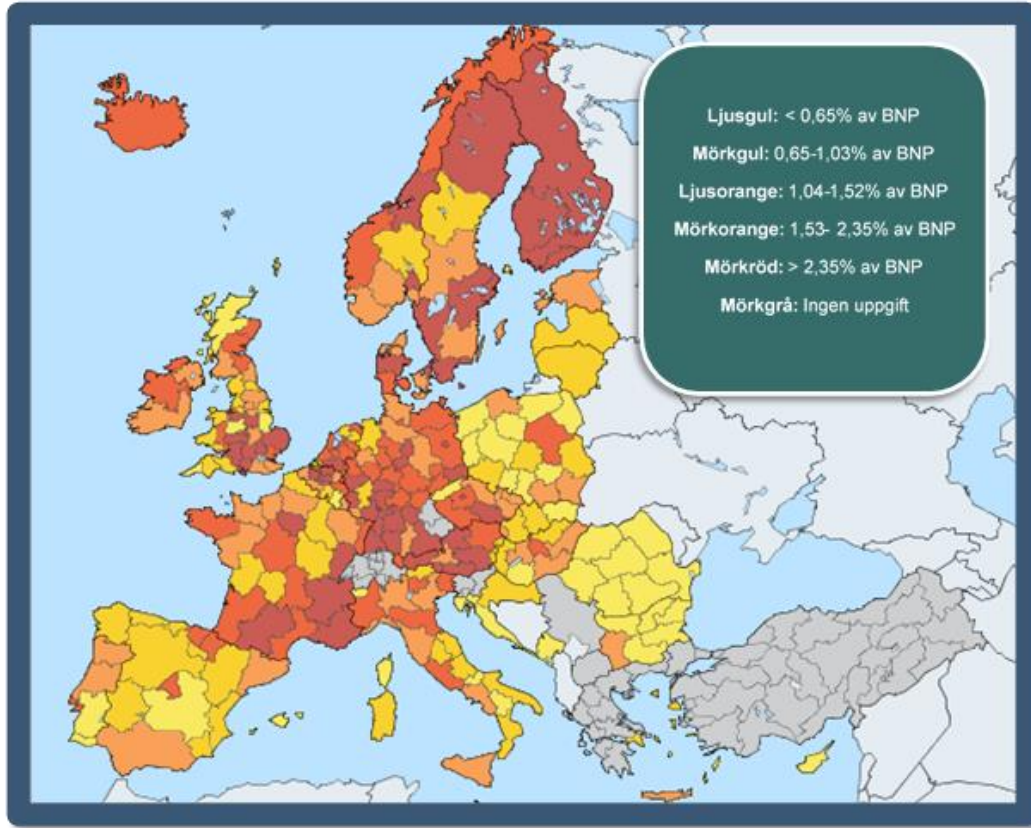 Ljusgul: < 0,65% av BNP
Mörkgul: 0,65-1,03% av BNP
Ljusorange: 1,04-1,52% av BNP
Mörkorange: 1,53- 2,35% av BNP
Mörkröd: > 2,35% av BNP
Mörkgrå: Ingen uppgift